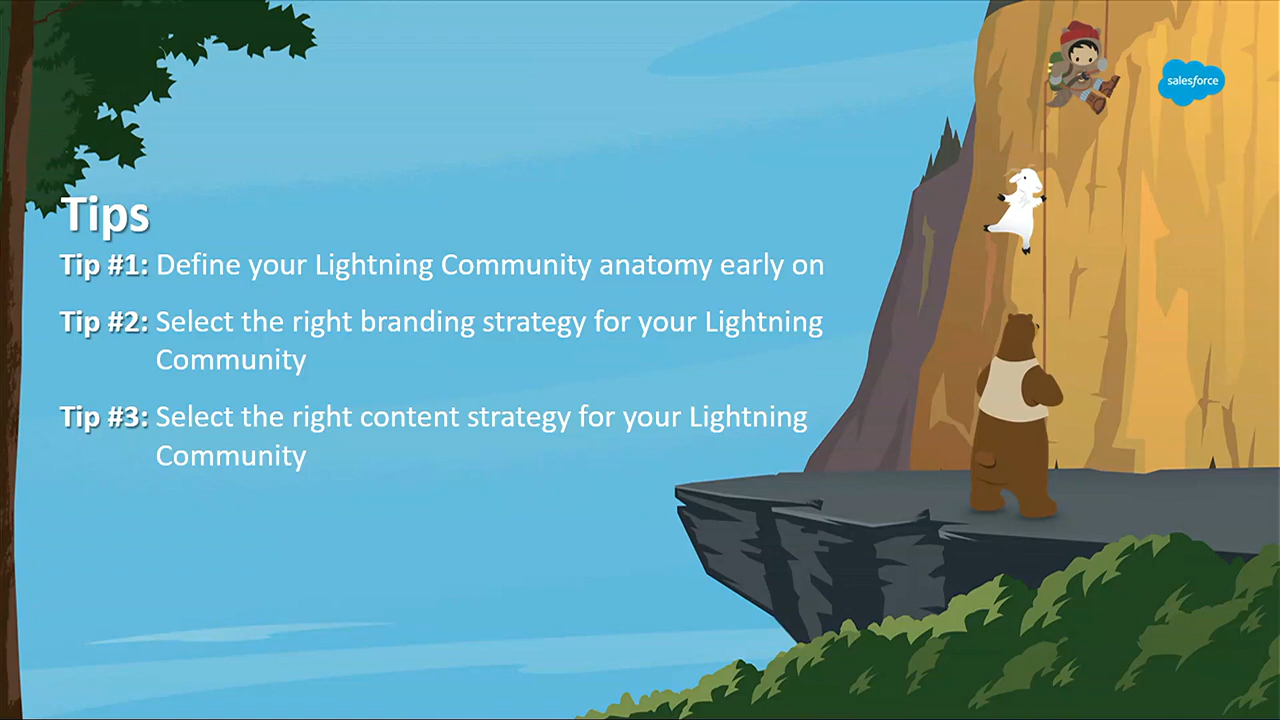 salesforce
Tips
Tip #1: Define your Lightning Community anatomy early on
Tip #2: Select the right branding strategy for your Lightning
Community
Tip #3: Select the right content strategy for your Lightning
Community